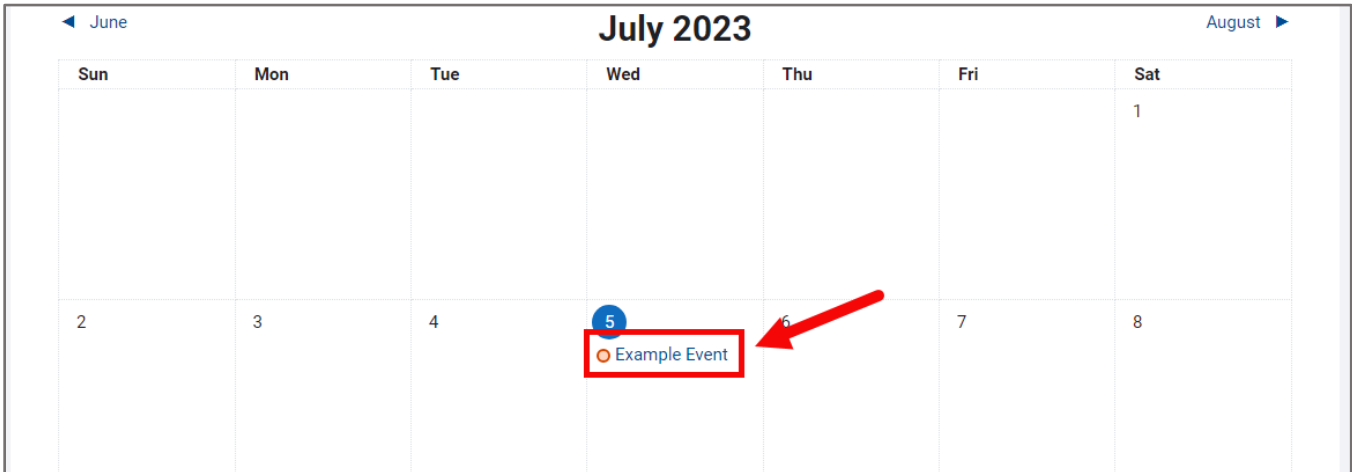 ◄ June July 2023 August ►
Sun Mon Tue Wed Thu Fri Sat
1
2 3 4 5 6 7 8
Example Event